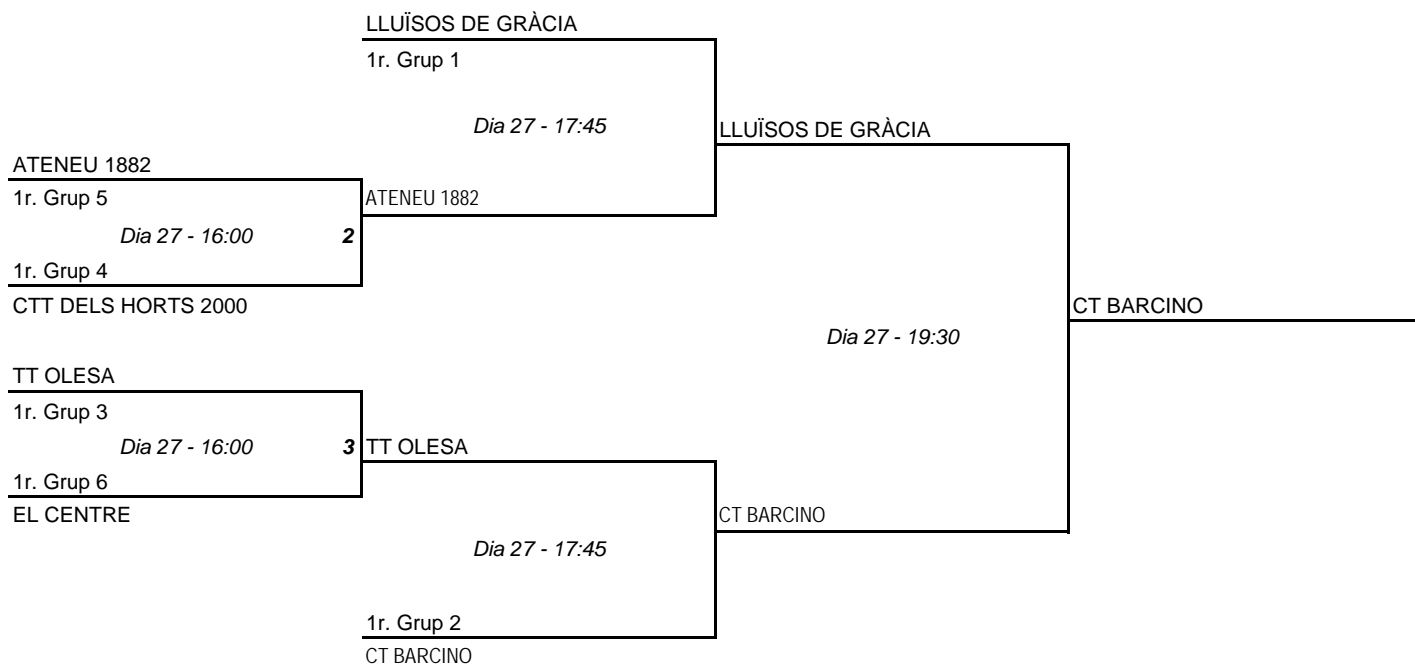 LLUÏSOS DE GRÀCIA
1r. Grup 1
Dia 27 - 17:45
LLUÏSOS DE GRÀCIA
ATENEU 1882
1r. Grup 5
ATENEU 1882
Dia 27 - 16:00 2
1r. Grup 4
CTT DELS HORTS 2000
CT BARCINO
Dia 27 - 19:30
TT OLESA
1r. Grup 3
Dia 27 - 16:00 3 TT OLESA
1r. Grup 6
EL CENTRE
CT BARCINO
Dia 27 - 17:45
1r. Grup 2
CT BARCINO